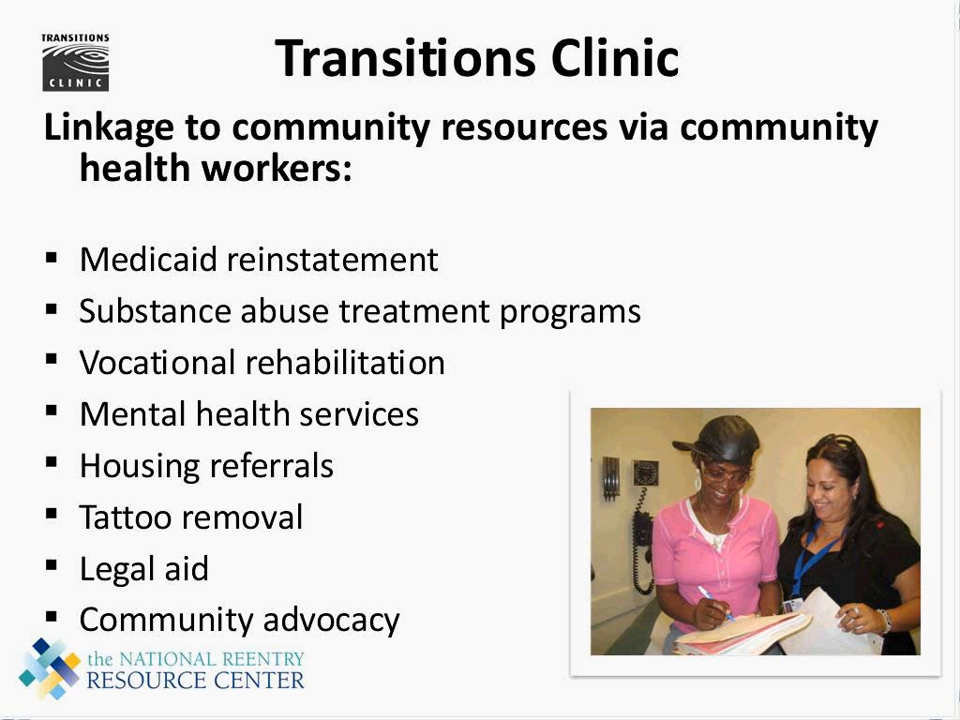 TRANSITIONS
CLINIC
Transitions Clinic
Linkage to community resources via community
health workers:
▪ Medicaid reinstatement
▪ Substance abuse treatment programs
▪ Vocational rehabilitation
▪ Mental health services
▪ Housing referrals
▪ Tattoo removal
▪ Legal aid
▪ Community advocacy
the NATIONAL REENTRY
RESOURCE CENTER